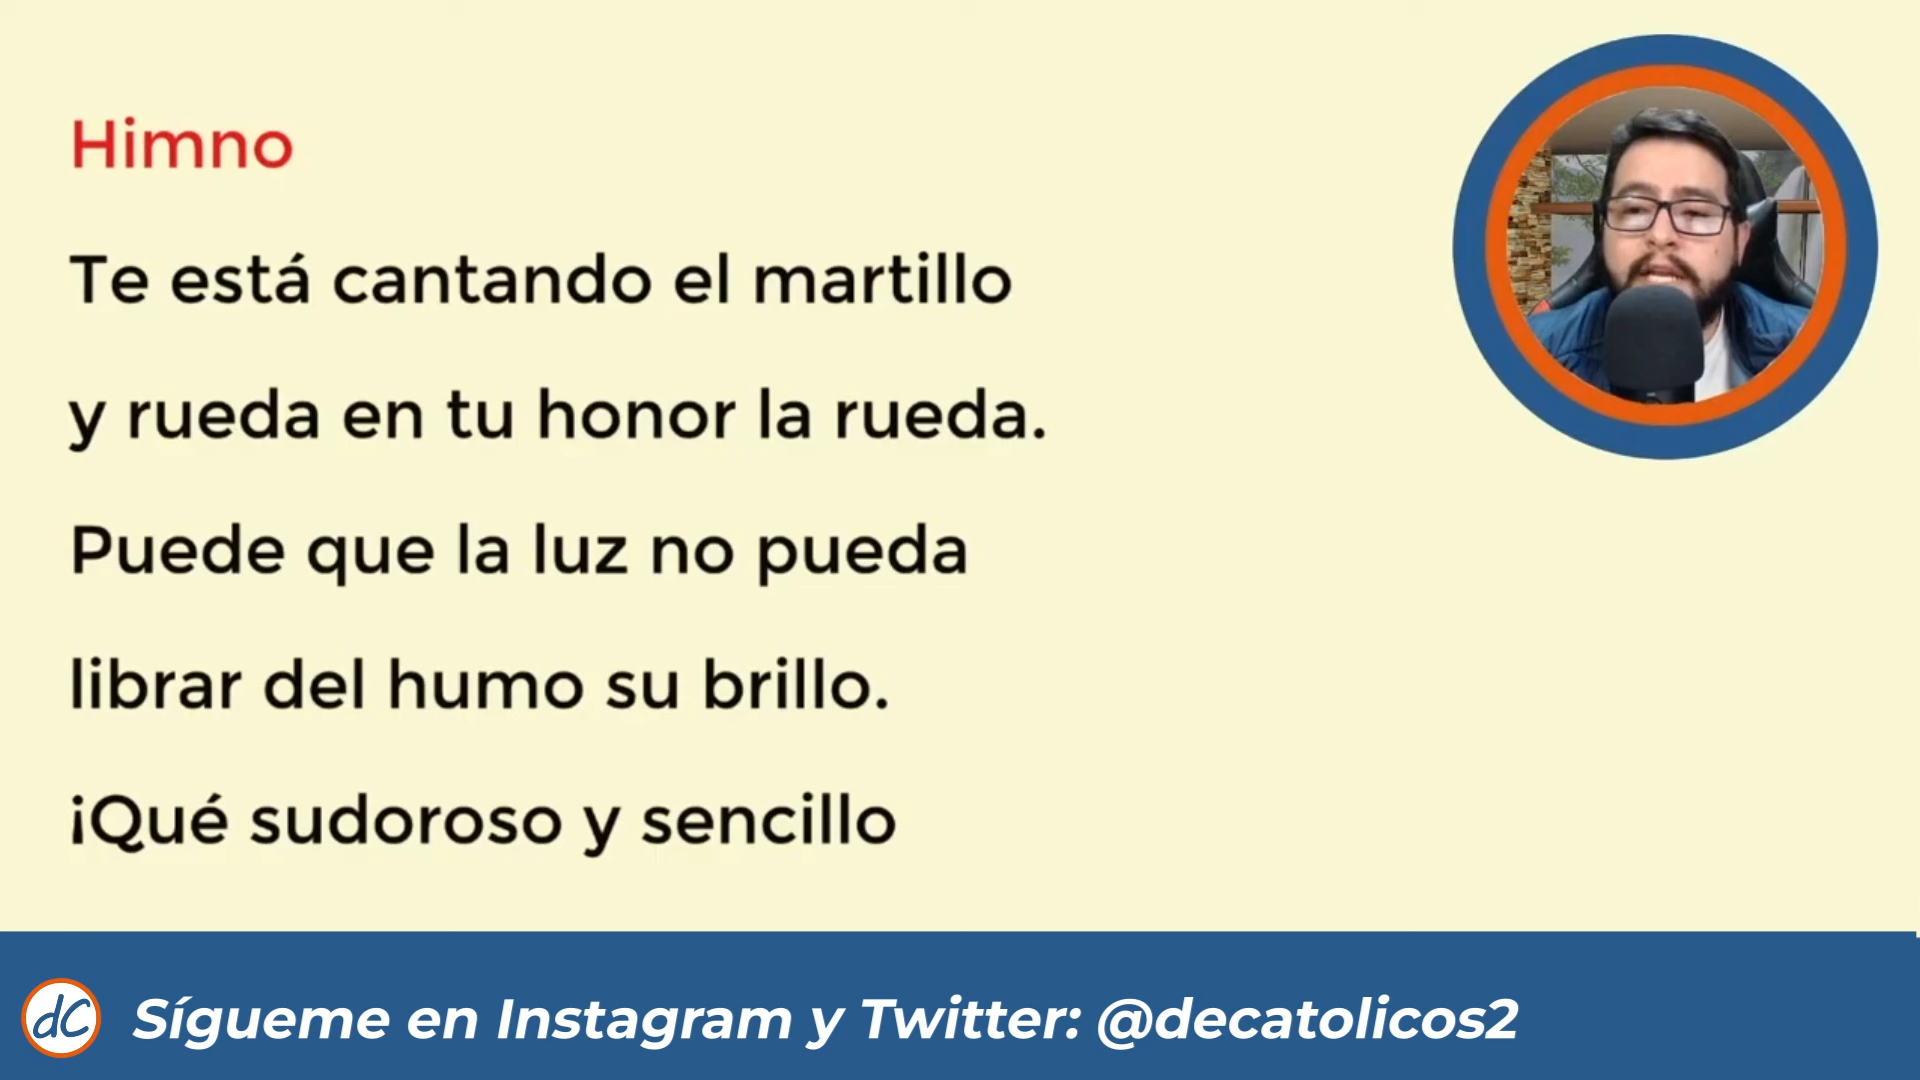 Himno
Te está cantando el martillo
y rueda en tu honor la rueda.
Puede que la luz no pueda
librar del humo su brillo.
¡Qué sudoroso y sencillo
dC Sígueme en Instagram y Twitter: @decatolicos2